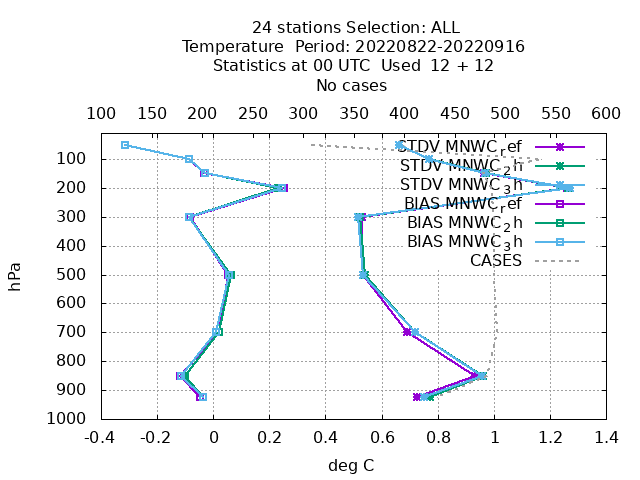 24 stations Selection: ALL
Temperature  Period: 20220822-20220916
Statistics at 00 UTC  Used  12 + 12
No cases
100 150 200 250 300 350 400 450 500 550 600
STDV MNWC_ref
STDV MNWC_2h
STDV MNWC_3h
BIAS MNWC_ref
BIAS MNWC_2h
BIAS MNWC_3h
CASES
hPa
100
200
300
400
500
600
700
800
900
1000
-0.4 -0.2 0 0.2 0.4 0.6 0.8 1 1.2 1.4
deg C